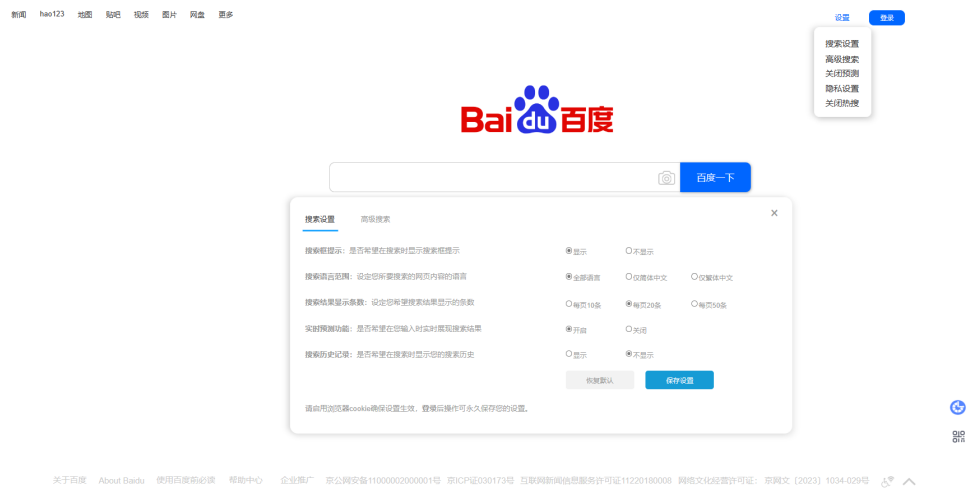 新闻 hao123 地图 贴吧 视频 图片 网盘 更多 设置 登录
搜索设置
高级搜索
关闭预测
隐私设置
关闭热搜
Bai du 百度
百度一下
搜索设置 高级搜索
搜索框提示：是否希望在搜索时显示搜索框提示 显示 不显示
搜索语言范围：设定您所要搜索的网页内容的语言 全部语言 仅简体中文 仅繁体中文
搜索结果显示条数：设定您希望搜索结果显示的条数 每页10条 每页20条 每页50条
实时预测功能：是否希望在您输入时实时展现搜索结果 开启 关闭
搜索历史记录：是否希望在搜索时显示您的搜索历史 显示 不显示
恢复默认 保存设置
请启用浏览器cookie确保设置生效，登录后操作可永久保存您的设置。
关于百度 About Baidu 使用百度前必读 帮助中心 企业推广 京公网安备11000002000001号 京ICP证030173号 互联网新闻信息服务许可证11220180008 网络文化经营许可证： 京网文〔2023〕1034-029号